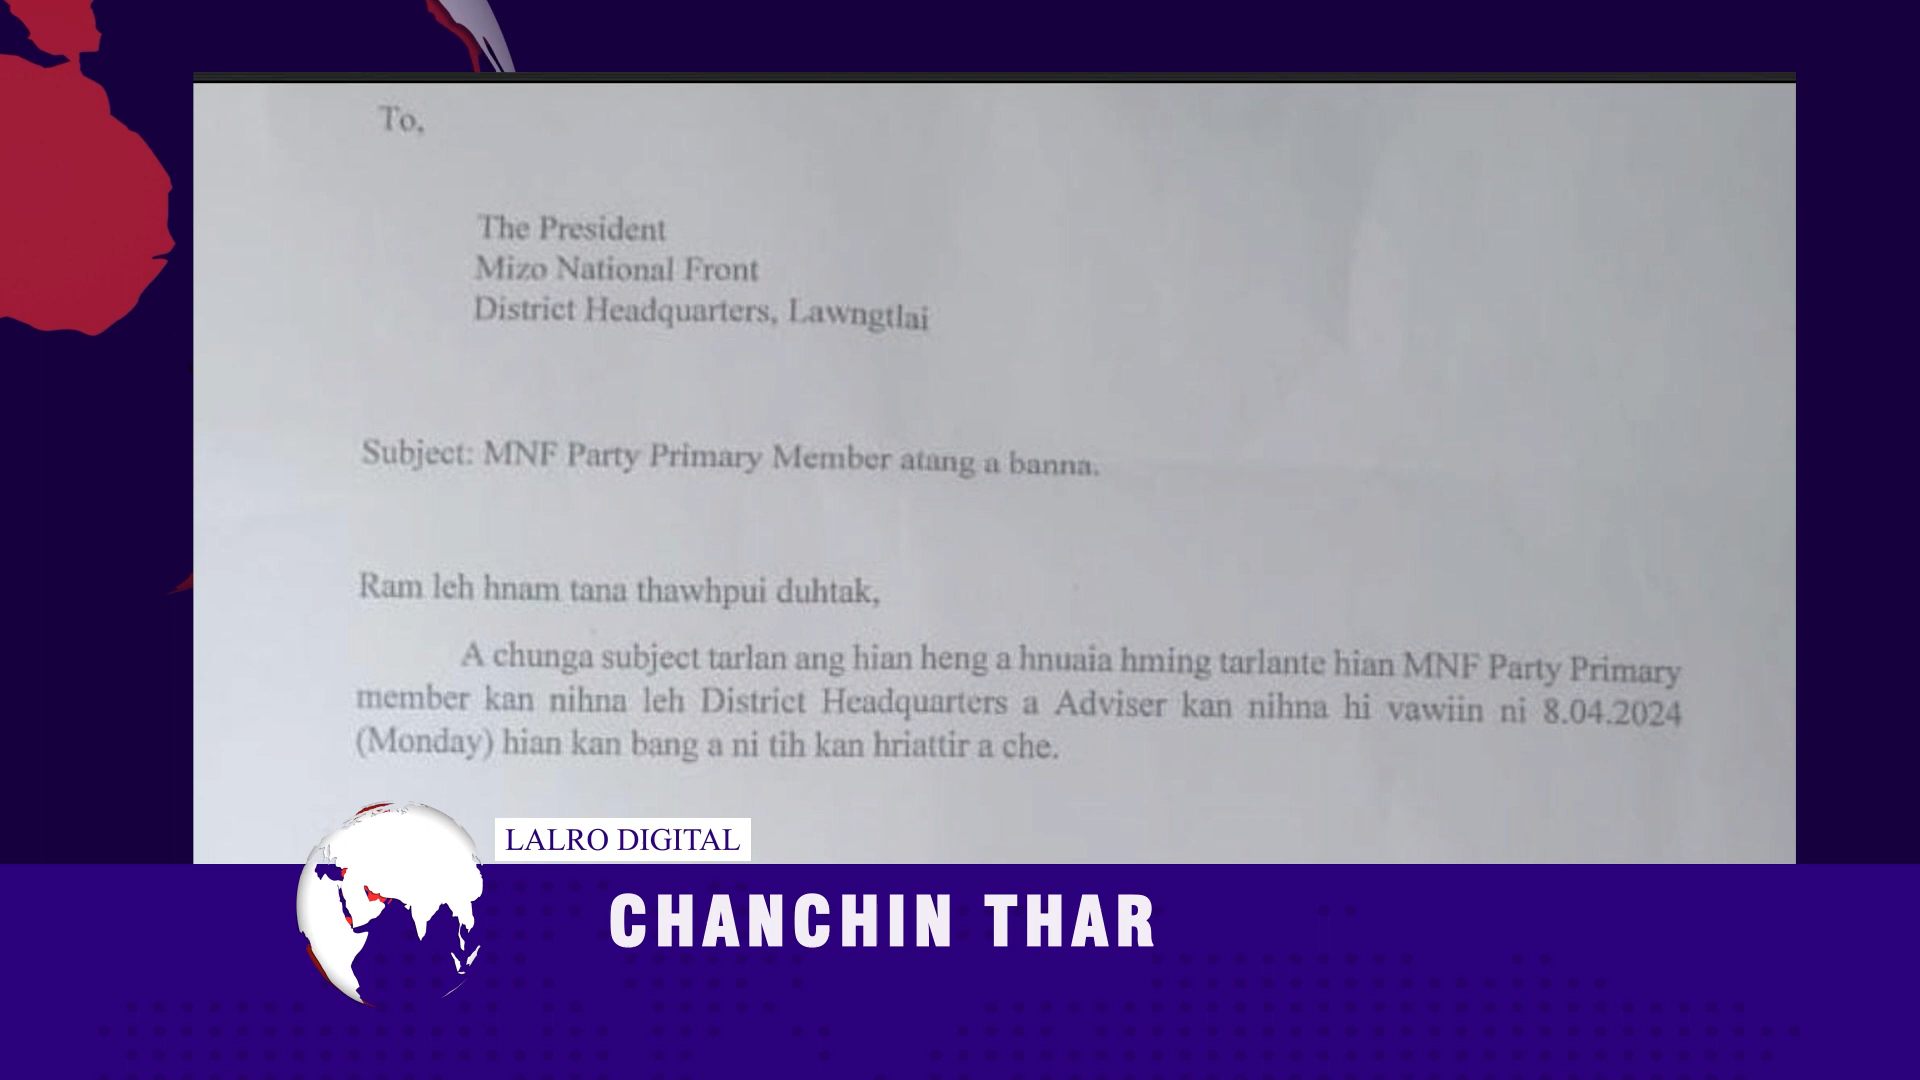 To,
The President
Mizo National Front
District Headquarters, Lawngtlai
Subject: MNF Party Primary Member atang a banna.
Ram leh hnam tana thawhpui duhtak,
A chunga subject tarlan ang hian heng a hnuaia hming tarlante hian MNF Party Primary
member kan nihna leh District Headquarters a Adviser kan nihna hi vawiin ni 8.04.2024
(Monday) hian kan bang a ni tih kan hriattir a che.
LALRO DIGITAL
CHANCHIN THAR